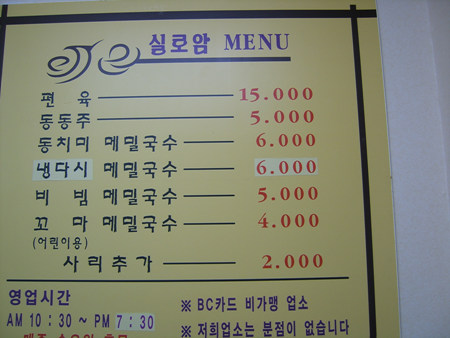 실로암 MENU
편 육 15.000
동동주 5.000
동치미 메밀국수 6.000
냉다시 메밀국수 6.000
비 빔 메밀국수 5.000
꼬 마 메밀국수 4.000
(어린이용)
사리추가 2.000
영업시간
AM 10 : 30 ~ PM 7 : 30
※ BC카드 비가맹 업소
※ 저희업소는 분점이 없습니다